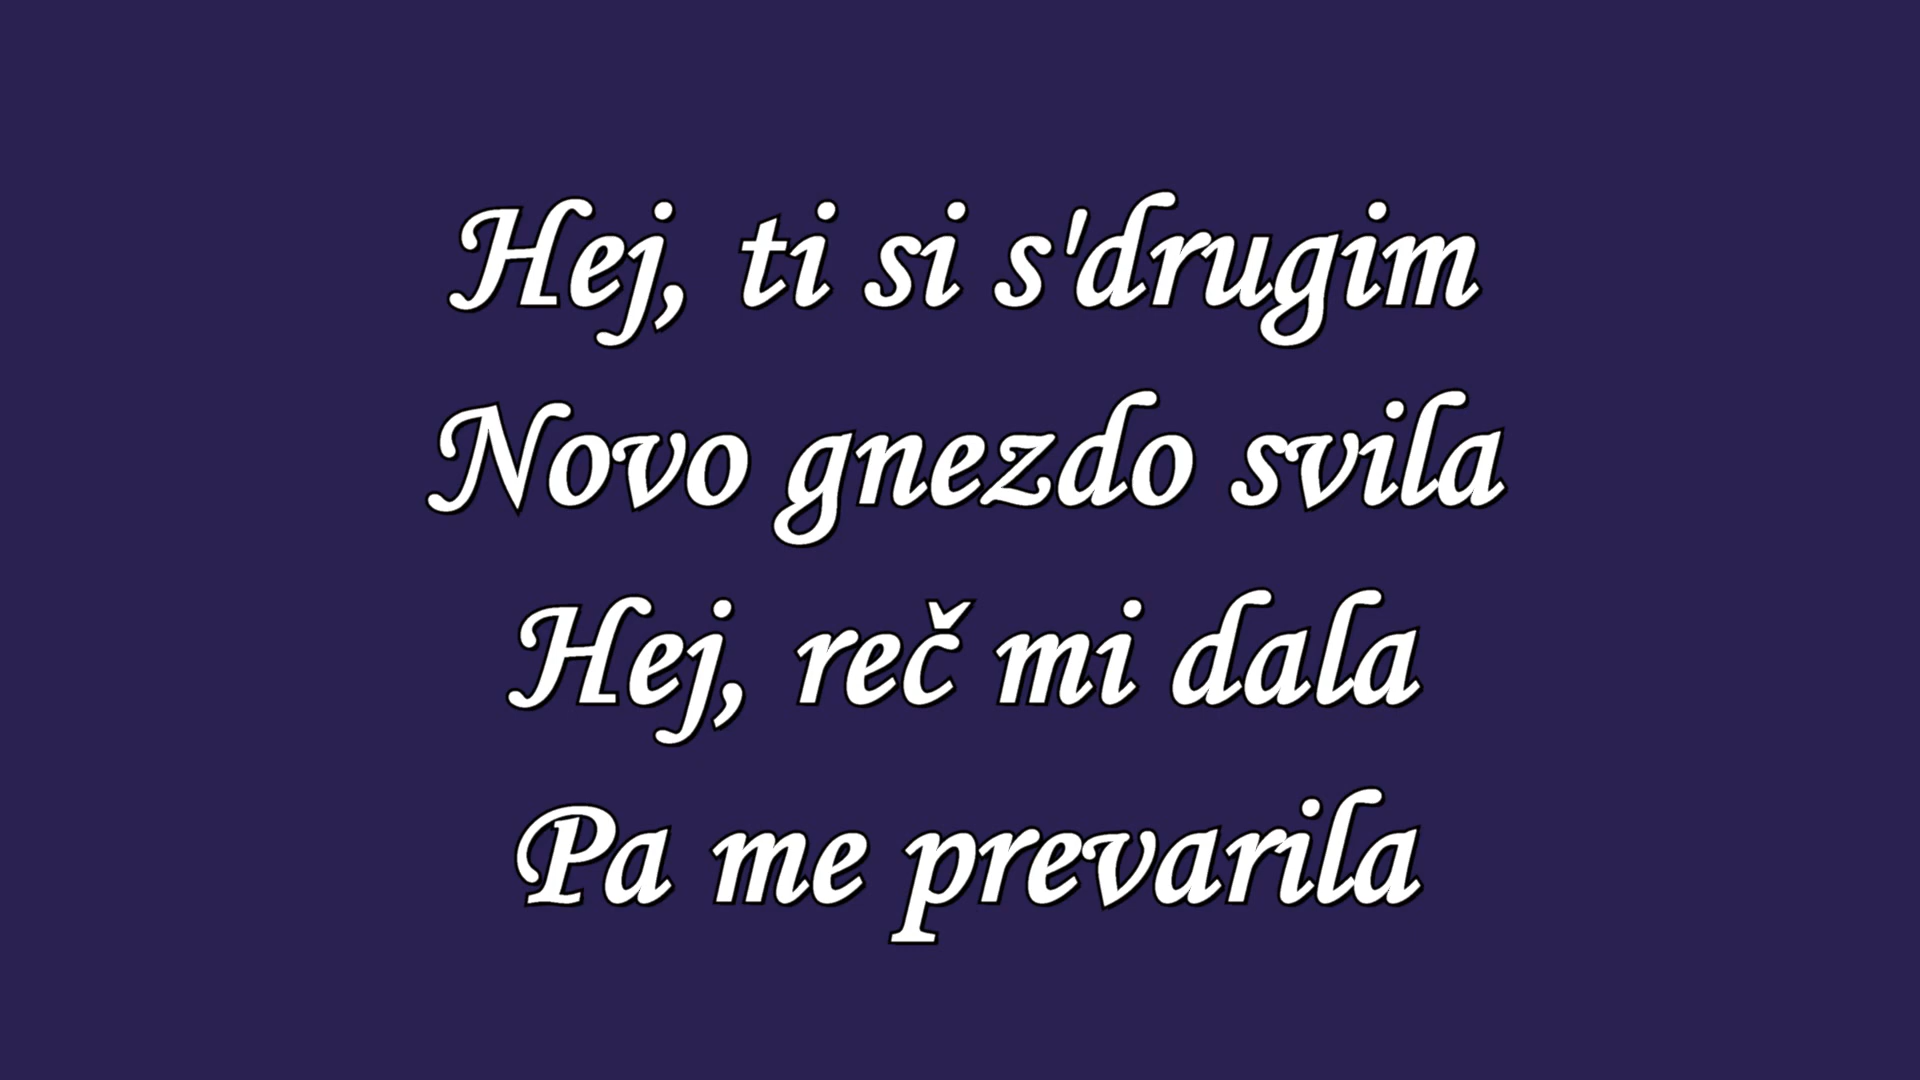 Hej, ti si s'drugim
Novo gnezdo svila
Hej, reč mi dala
Pa me prevarila